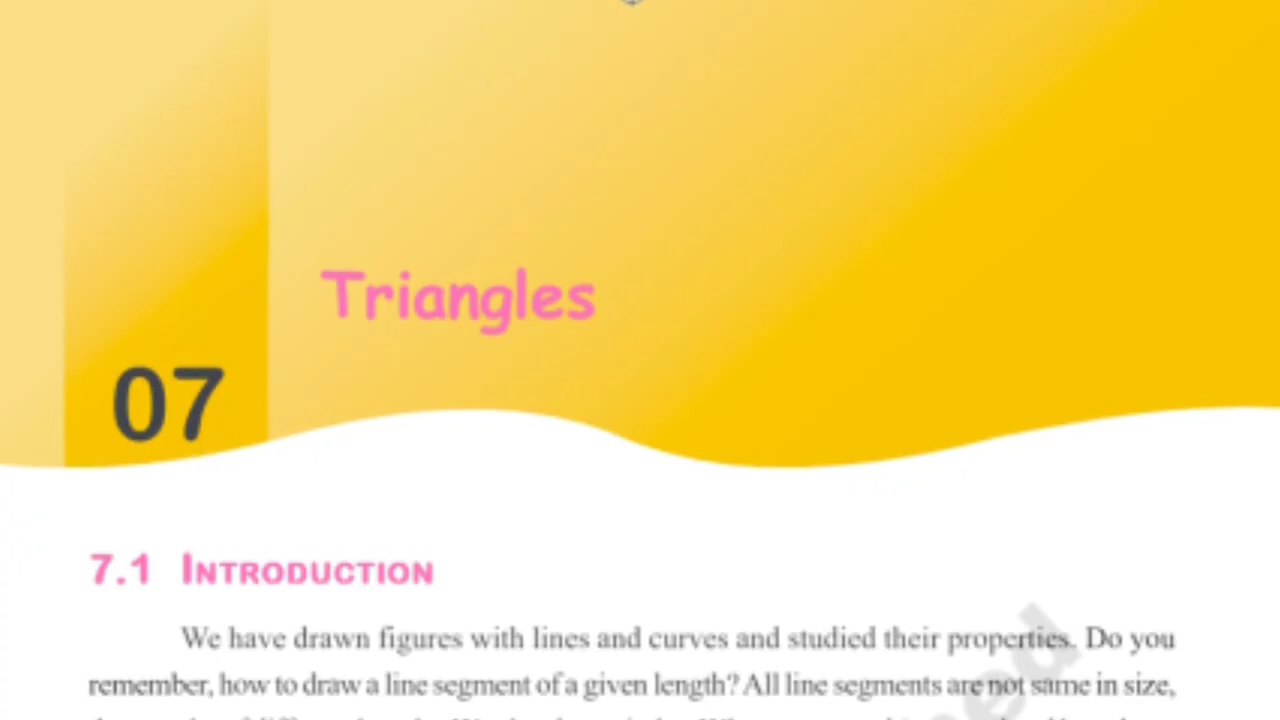 Triangles
07
7.1 INTRODUCTION
We have drawn figures with lines and curves and studied their properties. Do you
remember, how to draw a line segment of a given length? All line segments are not same in size,